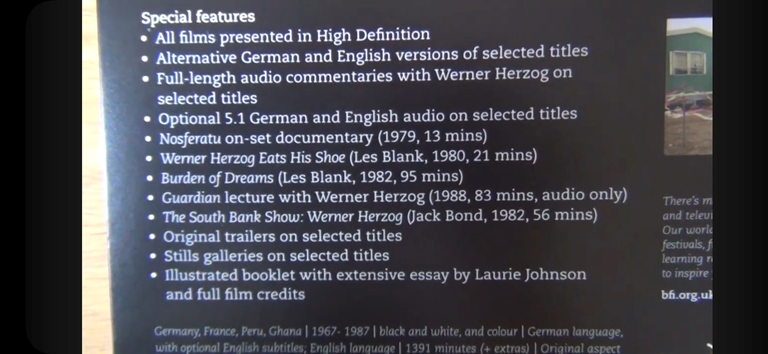 Special features
• All films presented in High Definition
• Alternative German and English versions of selected titles
• Full-length audio commentaries with Werner Herzog on
selected titles
• Optional 5.1 German and English audio on selected titles
• Nosferatu on-set documentary (1979, 13 mins)
• Werner Herzog Eats His Shoe (Les Blank, 1980, 21 mins)
• Burden of Dreams (Les Blank, 1982, 95 mins)
• Guardian lecture with Werner Herzog (1988, 83 mins, audio only)
• The South Bank Show: Werner Herzog (Jack Bond, 1982, 56 mins)
• Original trailers on selected titles
• Stills galleries on selected titles
• Illustrated booklet with extensive essay by Laurie Johnson
and full film credits
Germany, France, Peru, Ghana | 1967- 1987 | black and white, and colour | German language,
with optional English subtitles; English language | 1391 minutes (+ extras) | Original aspect
There's
and
Our
festivals,
learning
to inspire
bfi.org.uk